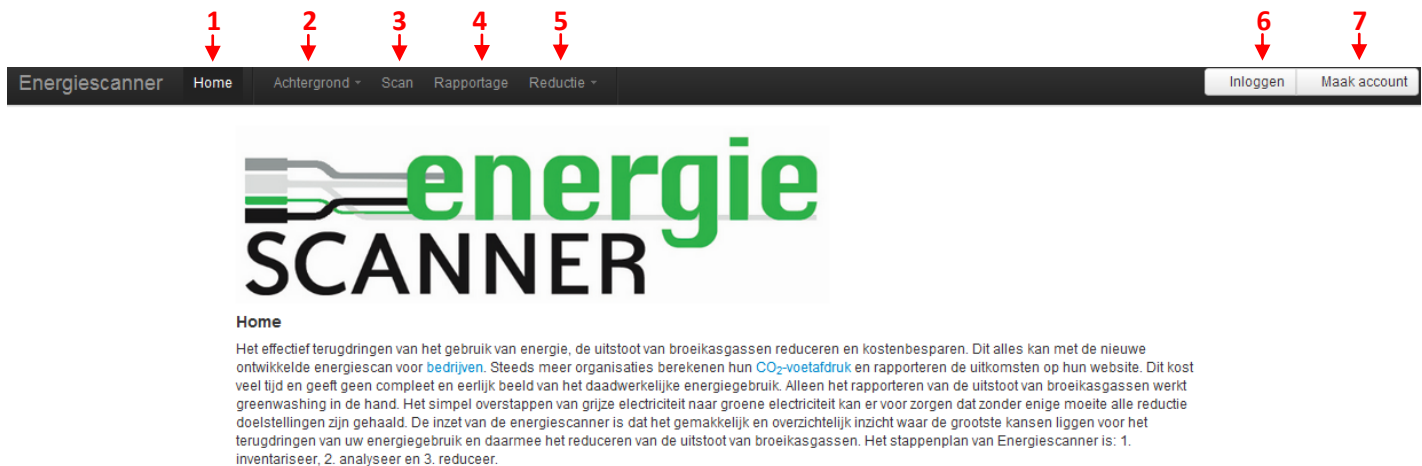 1 2 3 4 5 6 7
Energiescanner Home Achtergrond Scan Rapportage Reductie Inloggen Maak account
energie
SCANNER
Home
Het effectief terugdringen van het gebruik van energie, de uitstoot van broeikasgassen reduceren en kostenbesparen. Dit alles kan met de nieuwe
ontwikkelde energiescan voor bedrijven. Steeds meer organisaties berekenen hun CO₂-voetafdruk en rapporteren de uitkomsten op hun website. Dit kost
veel tijd en geeft geen compleet en eerlijk beeld van het daadwerkelijke energiegebruik. Alleen het rapporteren van de uitstoot van broeikasgassen werkt
greenwashing in de hand. Het simpel overstappen van grijze electriciteit naar groene electriciteit kan er voor zorgen dat zonder enige moeite alle reductie
doelstellingen zijn gehaald. De inzet van de energiescanner is dat het gemakkelijk en overzichtelijk inzicht waar de grootste kansen liggen voor het
terugdringen van uw energiegebruik en daarmee het reduceren van de uitstoot van broeikasgassen. Het stappenplan van Energiescanner is: 1.
inventariseer, 2. analyseer en 3. reduceer.